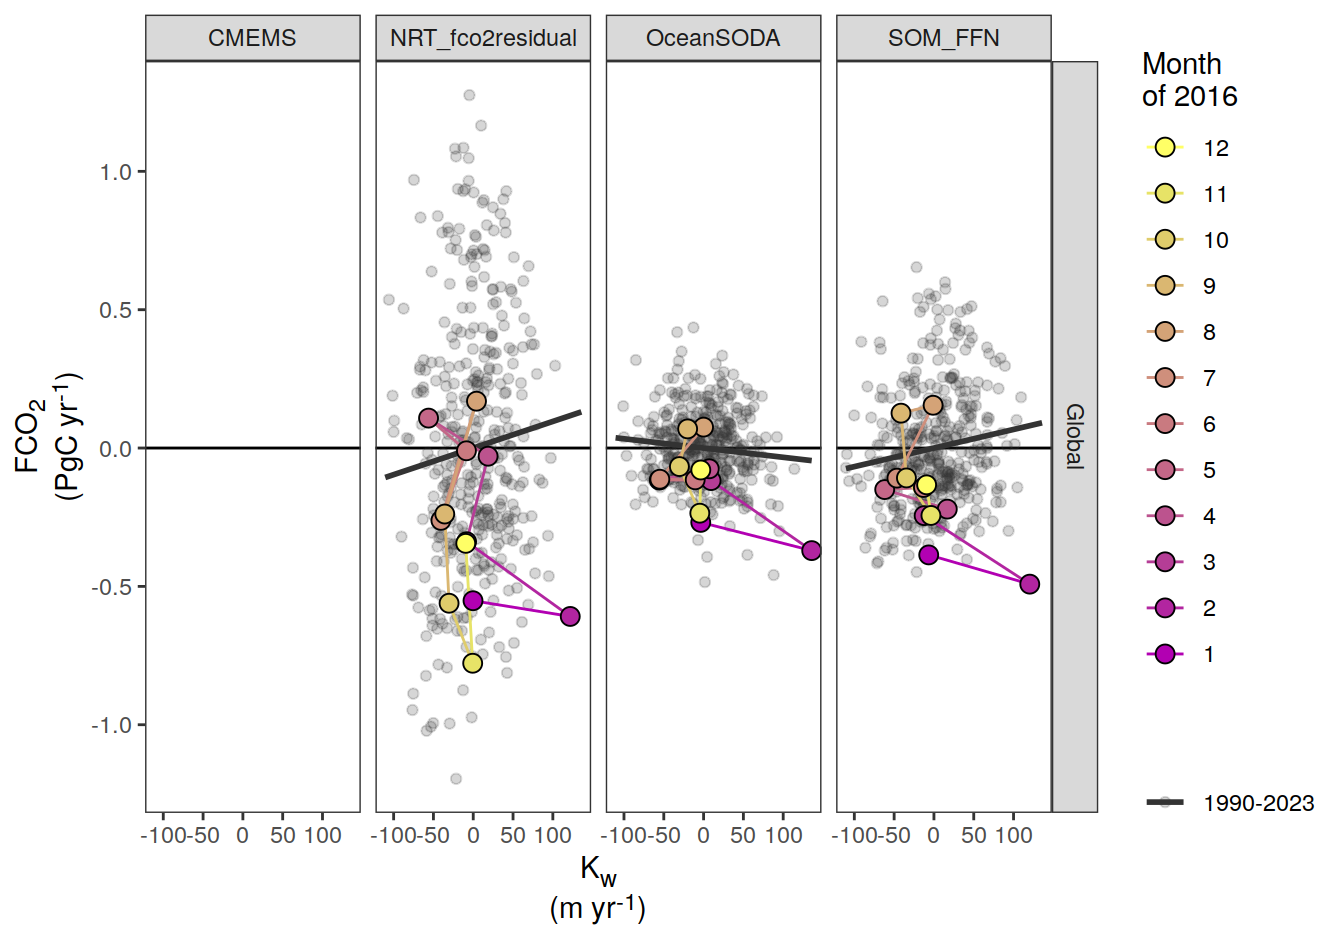 CMEMS NRT_fco2residual OceanSODA SOM_FFN
Month
of 2016
12
11
10
9
8
7
6
5
4
3
2
1
1990-2023
Global
FCO₂
(PgC yr⁻¹)
1.0
0.5
0.0
-0.5
-1.0
-100 -50 0 50 100 -100 -50 0 50 100 -100 -50 0 50 100 -100 -50 0 50 100
K_w
(m yr⁻¹)